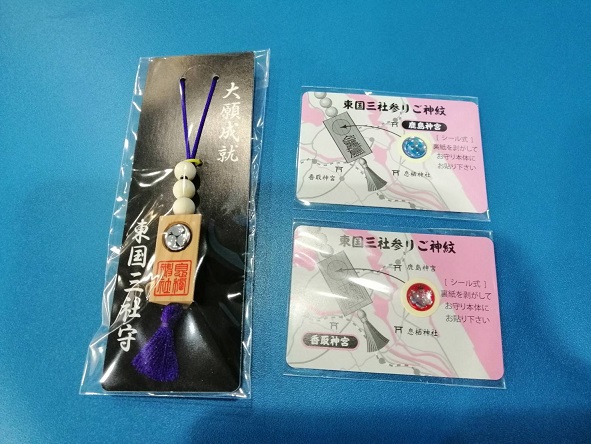 大願成就
東国三社守
息栖
神社
東国三社参りご神紋
鹿島神宮
[シール式]
裏紙を剥がして
お守り本体に
お貼り下さい
香取神宮
息栖神社
東国三社参りご神紋
鹿島神宮
[シール式]
裏紙を剥がして
お守り本体に
お貼り下さい
香取神宮
息栖神社